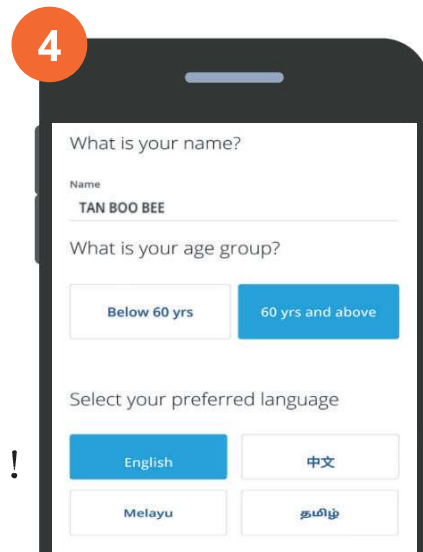 4
What is your name?
Name
TAN BOO BEE
What is your age group?
Below 60 yrs 60 yrs and above
Select your preferred language
! English 中文
Melayu தமிழ்